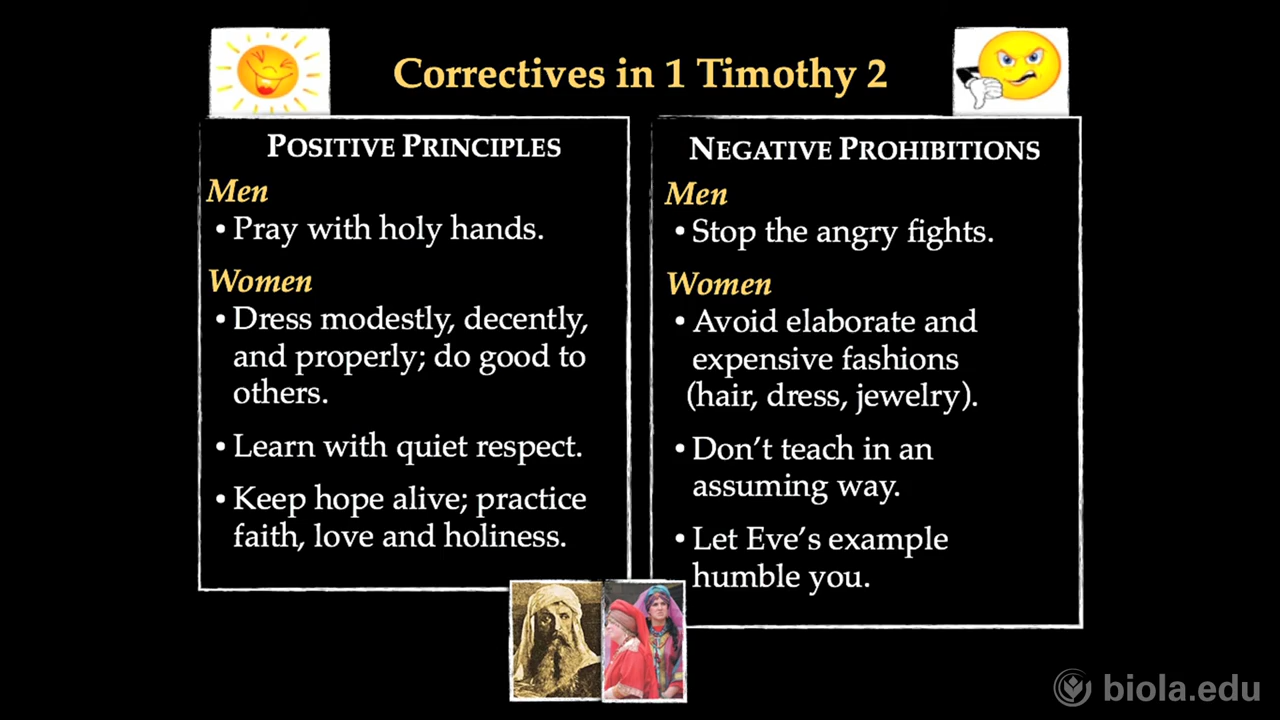 Correctives in 1 Timothy 2
POSITIVE PRINCIPLES
Men
• Pray with holy hands.
Women
• Dress modestly, decently,
and properly; do good to
others.
• Learn with quiet respect.
• Keep hope alive; practice
faith, love and holiness.
NEGATIVE PROHIBITIONS
Men
• Stop the angry fights.
Women
• Avoid elaborate and
expensive fashions
(hair, dress, jewelry).
• Don’t teach in an
assuming way.
• Let Eve’s example
humble you.
biola.edu